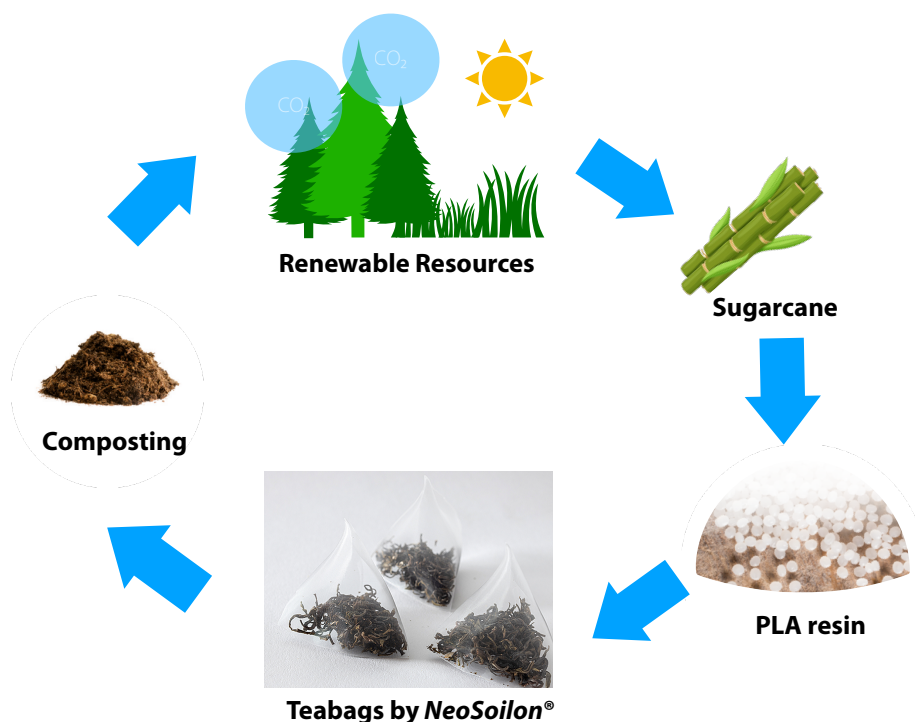 CO₂
CO₂
Renewable Resources
Sugarcane
Composting
PLA resin
Teabags by NeoSoilon®